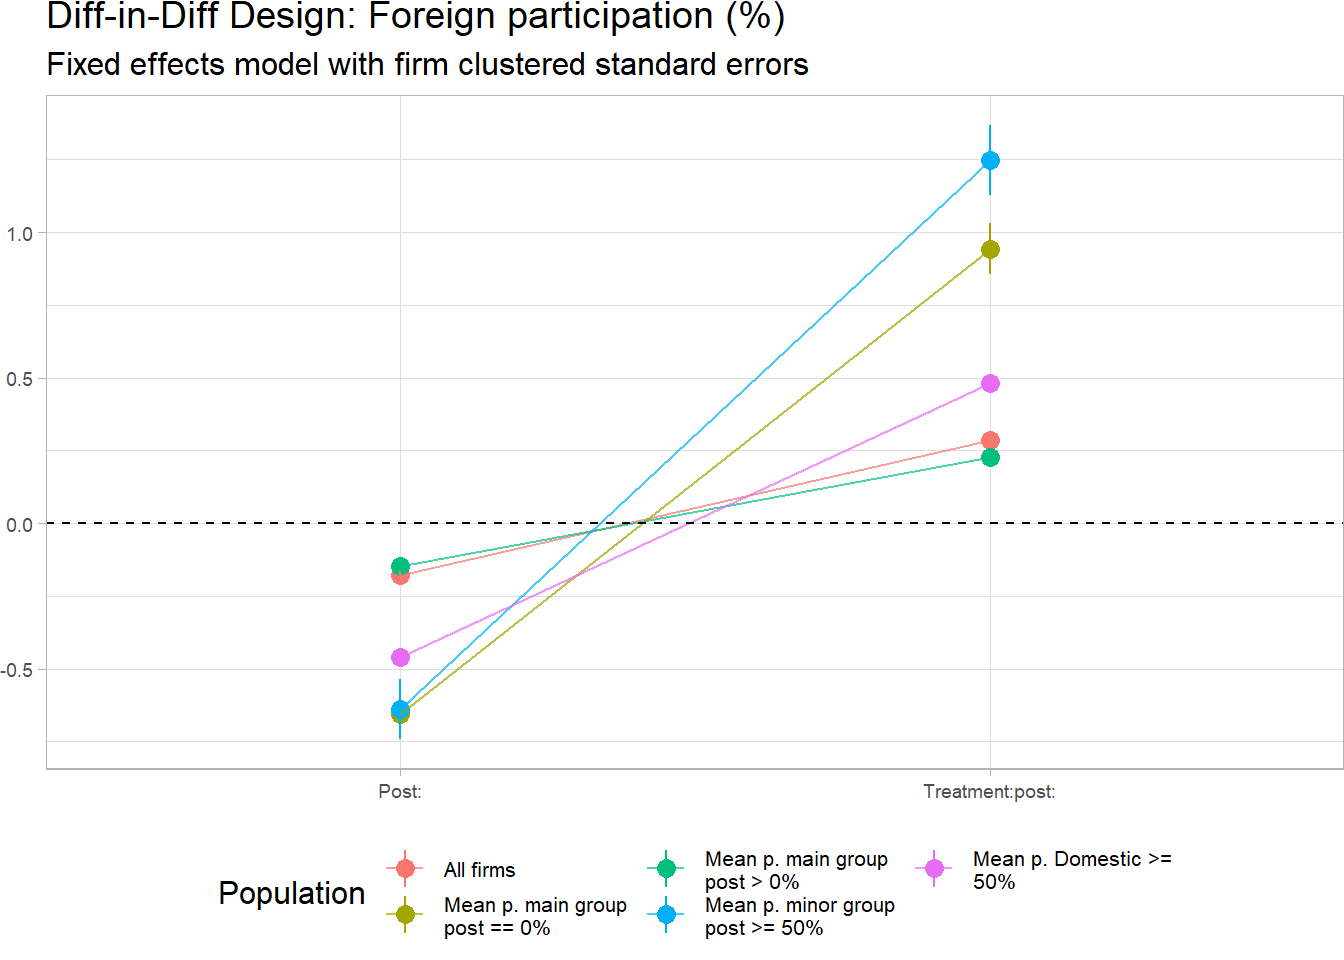 Diff-in-Diff Design: Foreign participation (%)
Fixed effects model with firm clustered standard errors
1.0
0.5
0.0
-0.5
Post:
Treatment:post:
Population
All firms
Mean p. main group
post == 0%
Mean p. main group
post > 0%
Mean p. minor group
post >= 50%
Mean p. Domestic >=
50%